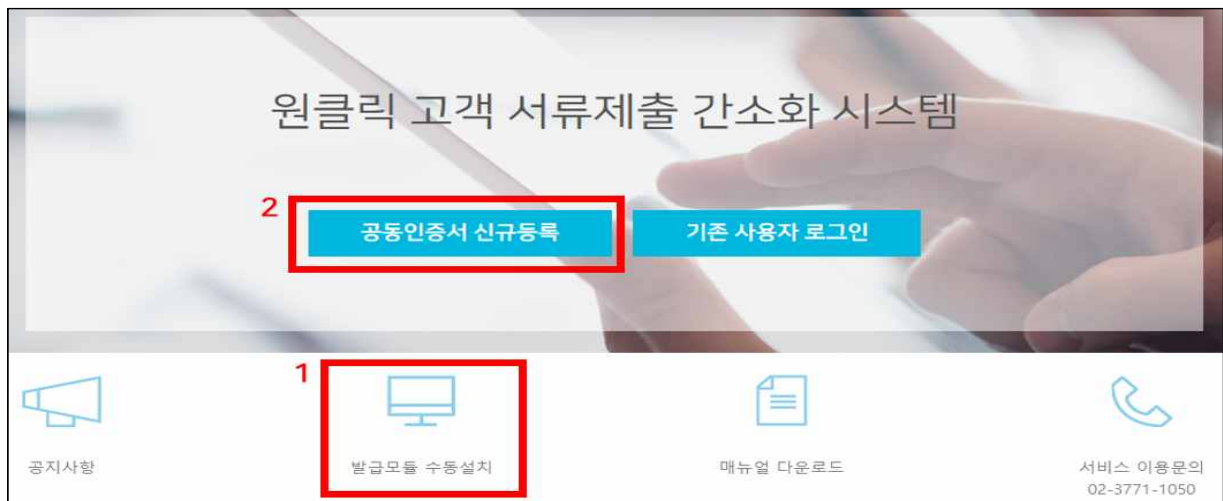 원클릭 고객 서류제출 간소화 시스템
2
공동인증서 신규등록
기존 사용자 로그인
1
공지사항
발급모듈 수동설치
매뉴얼 다운로드
서비스 이용문의
02-3771-1050